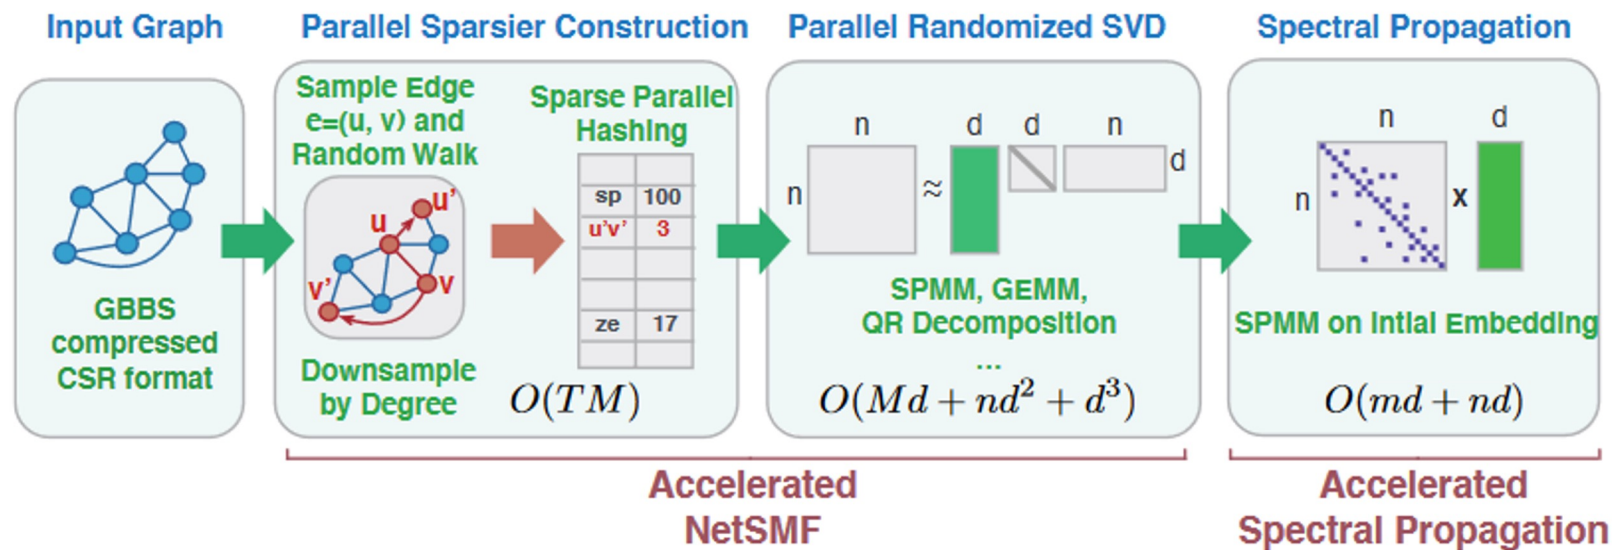 Input Graph
GBBS
compressed
CSR format
Parallel Sparsier Construction
Sample Edge
e=(u, v) and
Random Walk
u'
u
v
v'
Downsample
by Degree
Sparse Parallel
Hashing
sp 100
u'v' 3
ze 17
O(TM)
Parallel Randomized SVD
n d d n
n ≈ d
SPMM, GEMM,
QR Decomposition
...
O(Md + nd² + d³)
Spectral Propagation
n d
n x
SPMM on Intial Embedding
O(md + nd)
Accelerated
NetSMF
Accelerated
Spectral Propagation